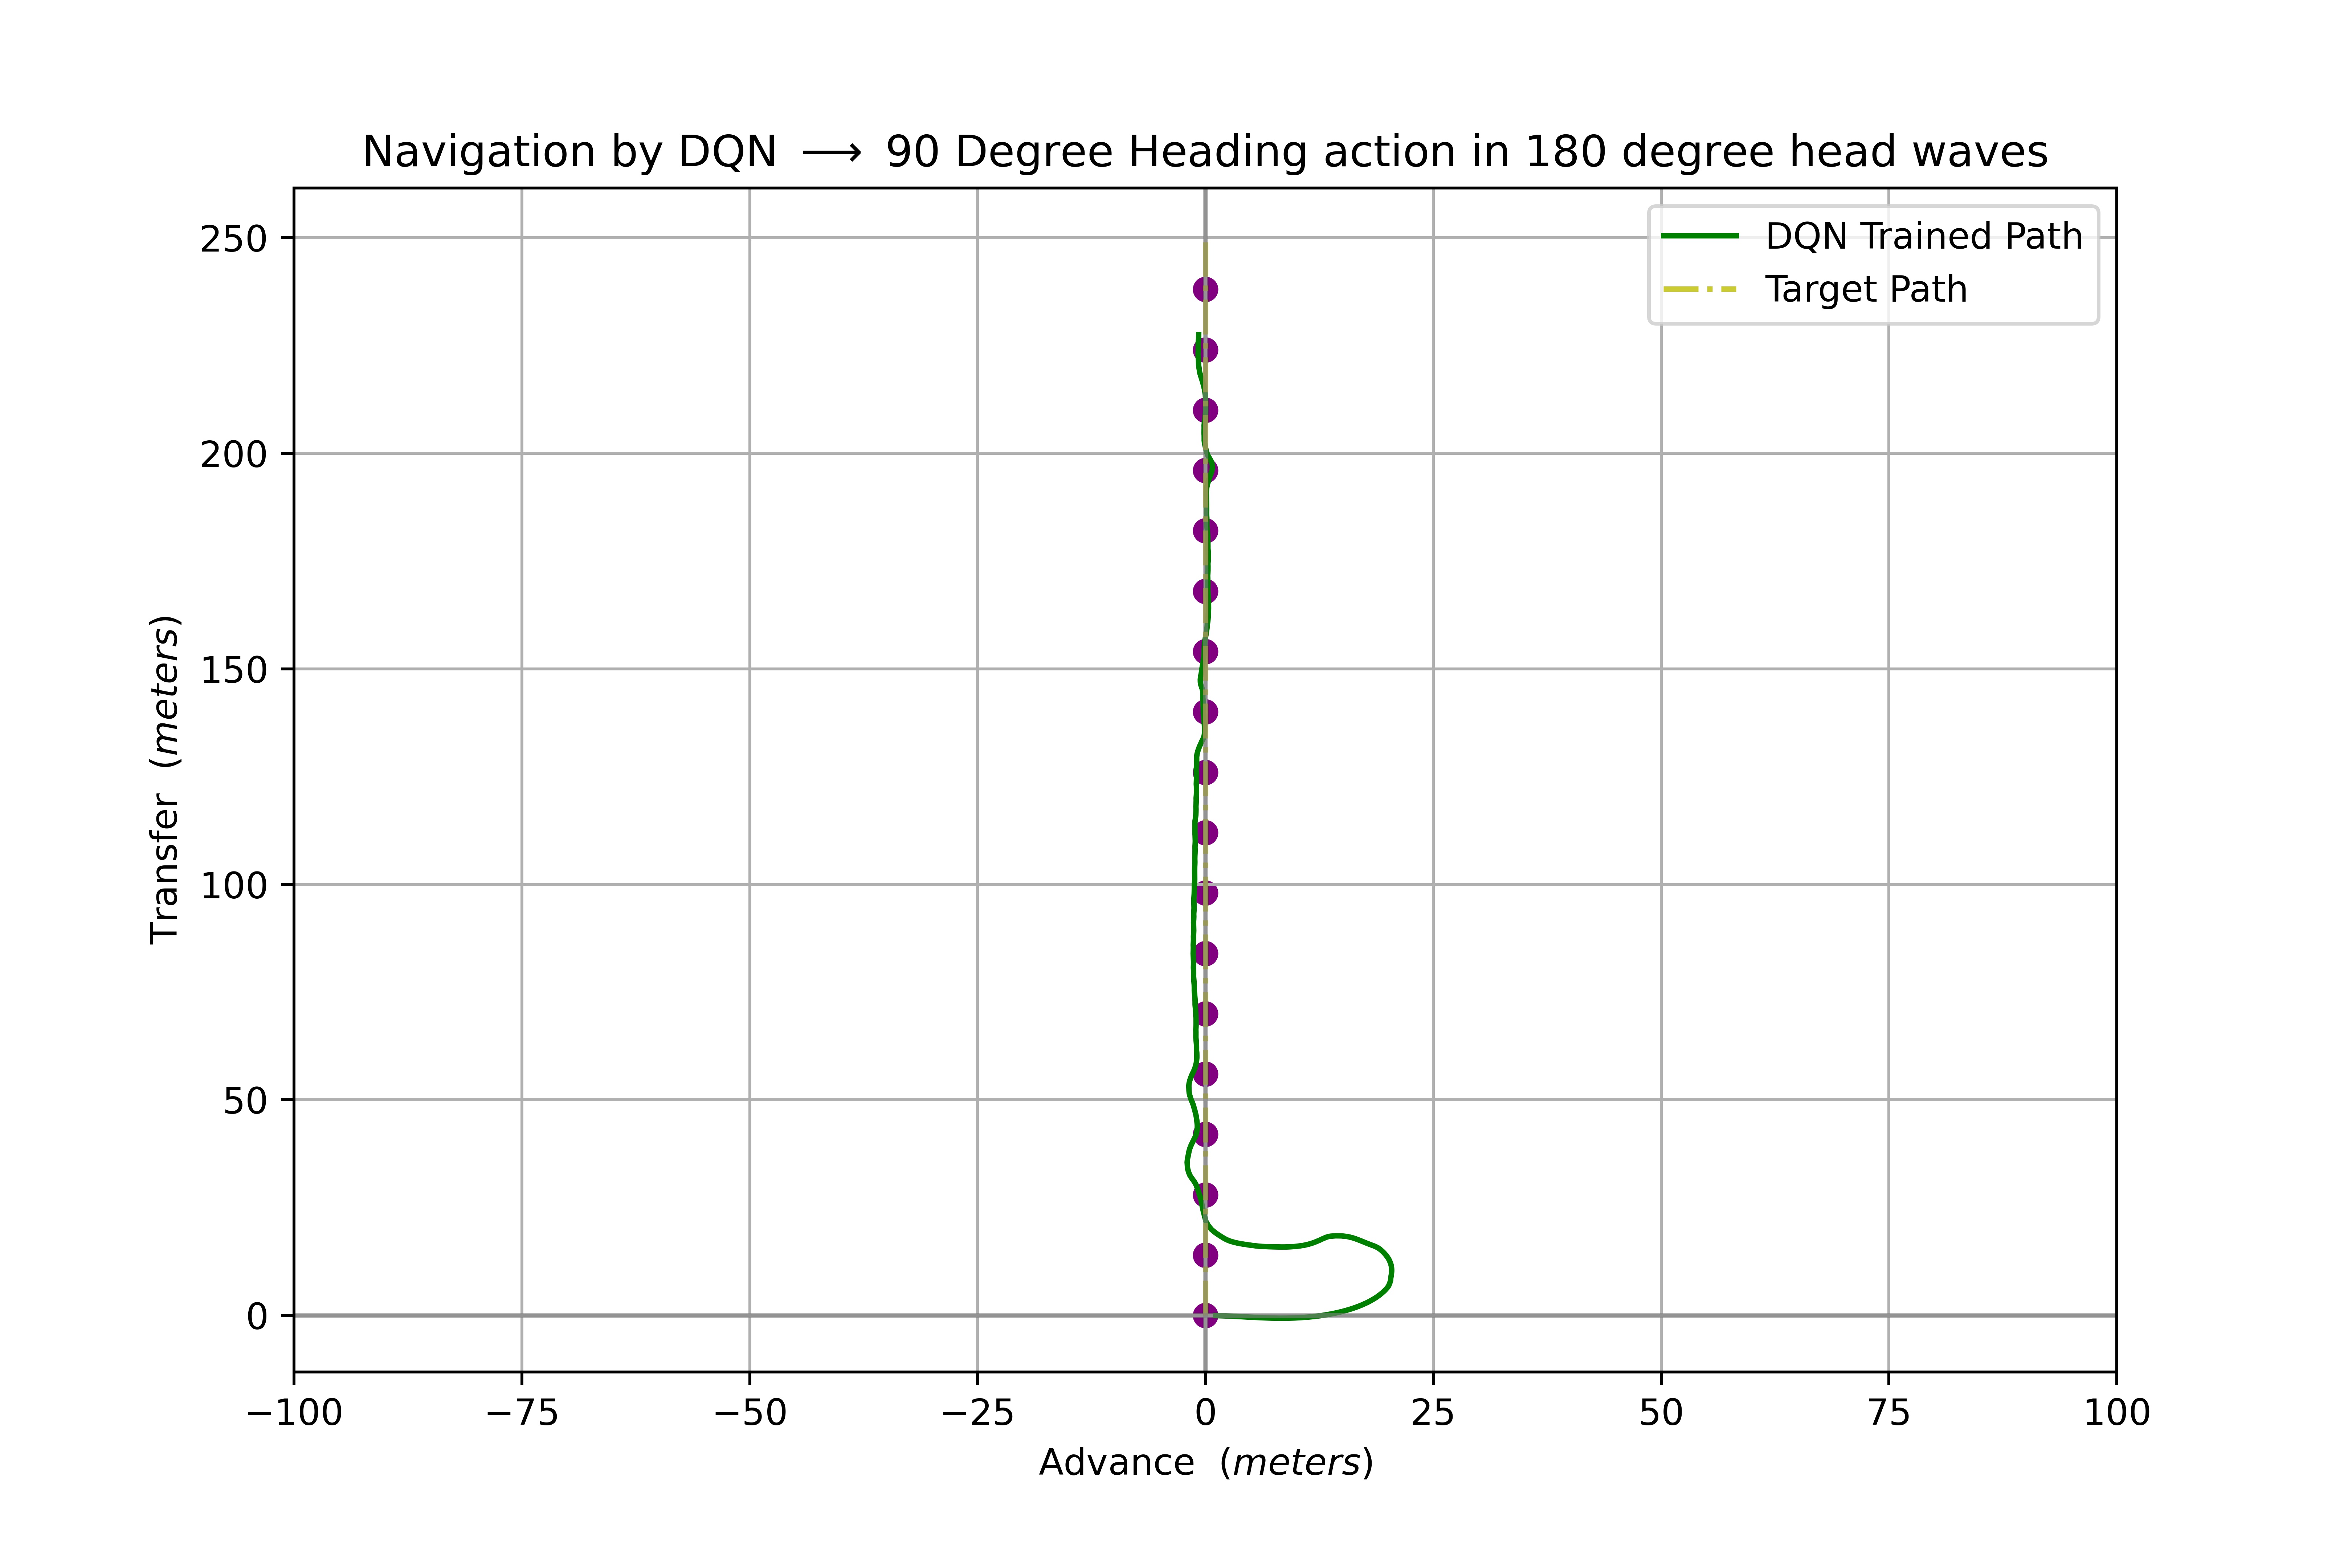 Navigation by DQN ⟶ 90 Degree Heading action in 180 degree head waves
DQN Trained Path
Target Path
250
200
150
100
50
0
Transfer (meters)
−100 −75 −50 −25 0 25 50 75 100
Advance (meters)